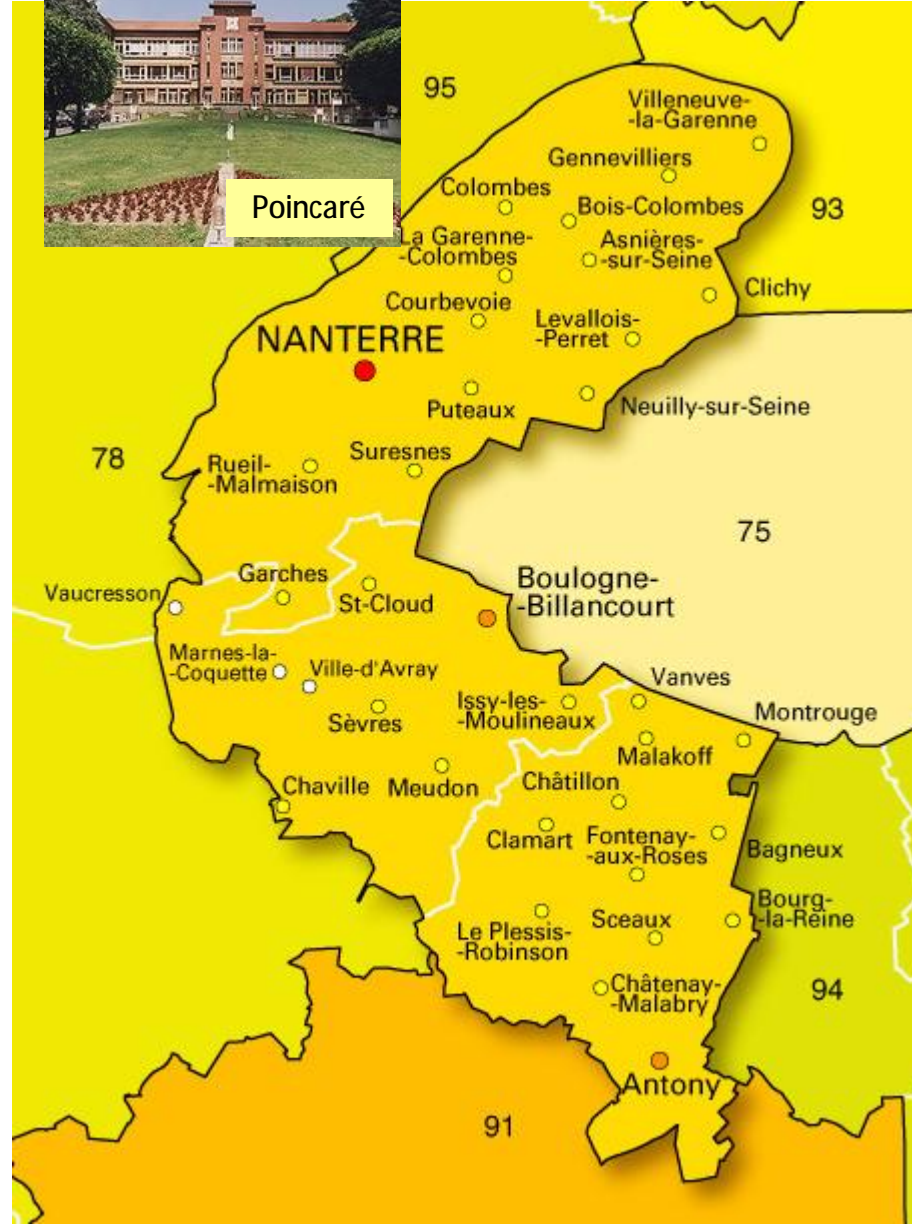 95
Villeneuve-
-la-Garenne
Gennevilliers
Colombes
Bois-Colombes
93
Poincaré
La Garenne-
-Colombes
Asnières-
-sur-Seine
Clichy
Courbevoie
Levallois-
-Perret
NANTERRE
Puteaux
Neuilly-sur-Seine
78
Rueil-
-Malmaison
Suresnes
75
Vaucresson
Garches
St-Cloud
Boulogne-
-Billancourt
Marnes-la-
-Coquette
Ville-d'Avray
Sèvres
Issy-les-
-Moulineaux
Vanves
Montrouge
Malakoff
Chaville
Meudon
Châtillon
Clamart
Fontenay-
-aux-Roses
Bagneux
Bourg-
-la-Reine
Le Plessis-
-Robinson
Sceaux
Châtenay-
-Malabry
94
Antony
91